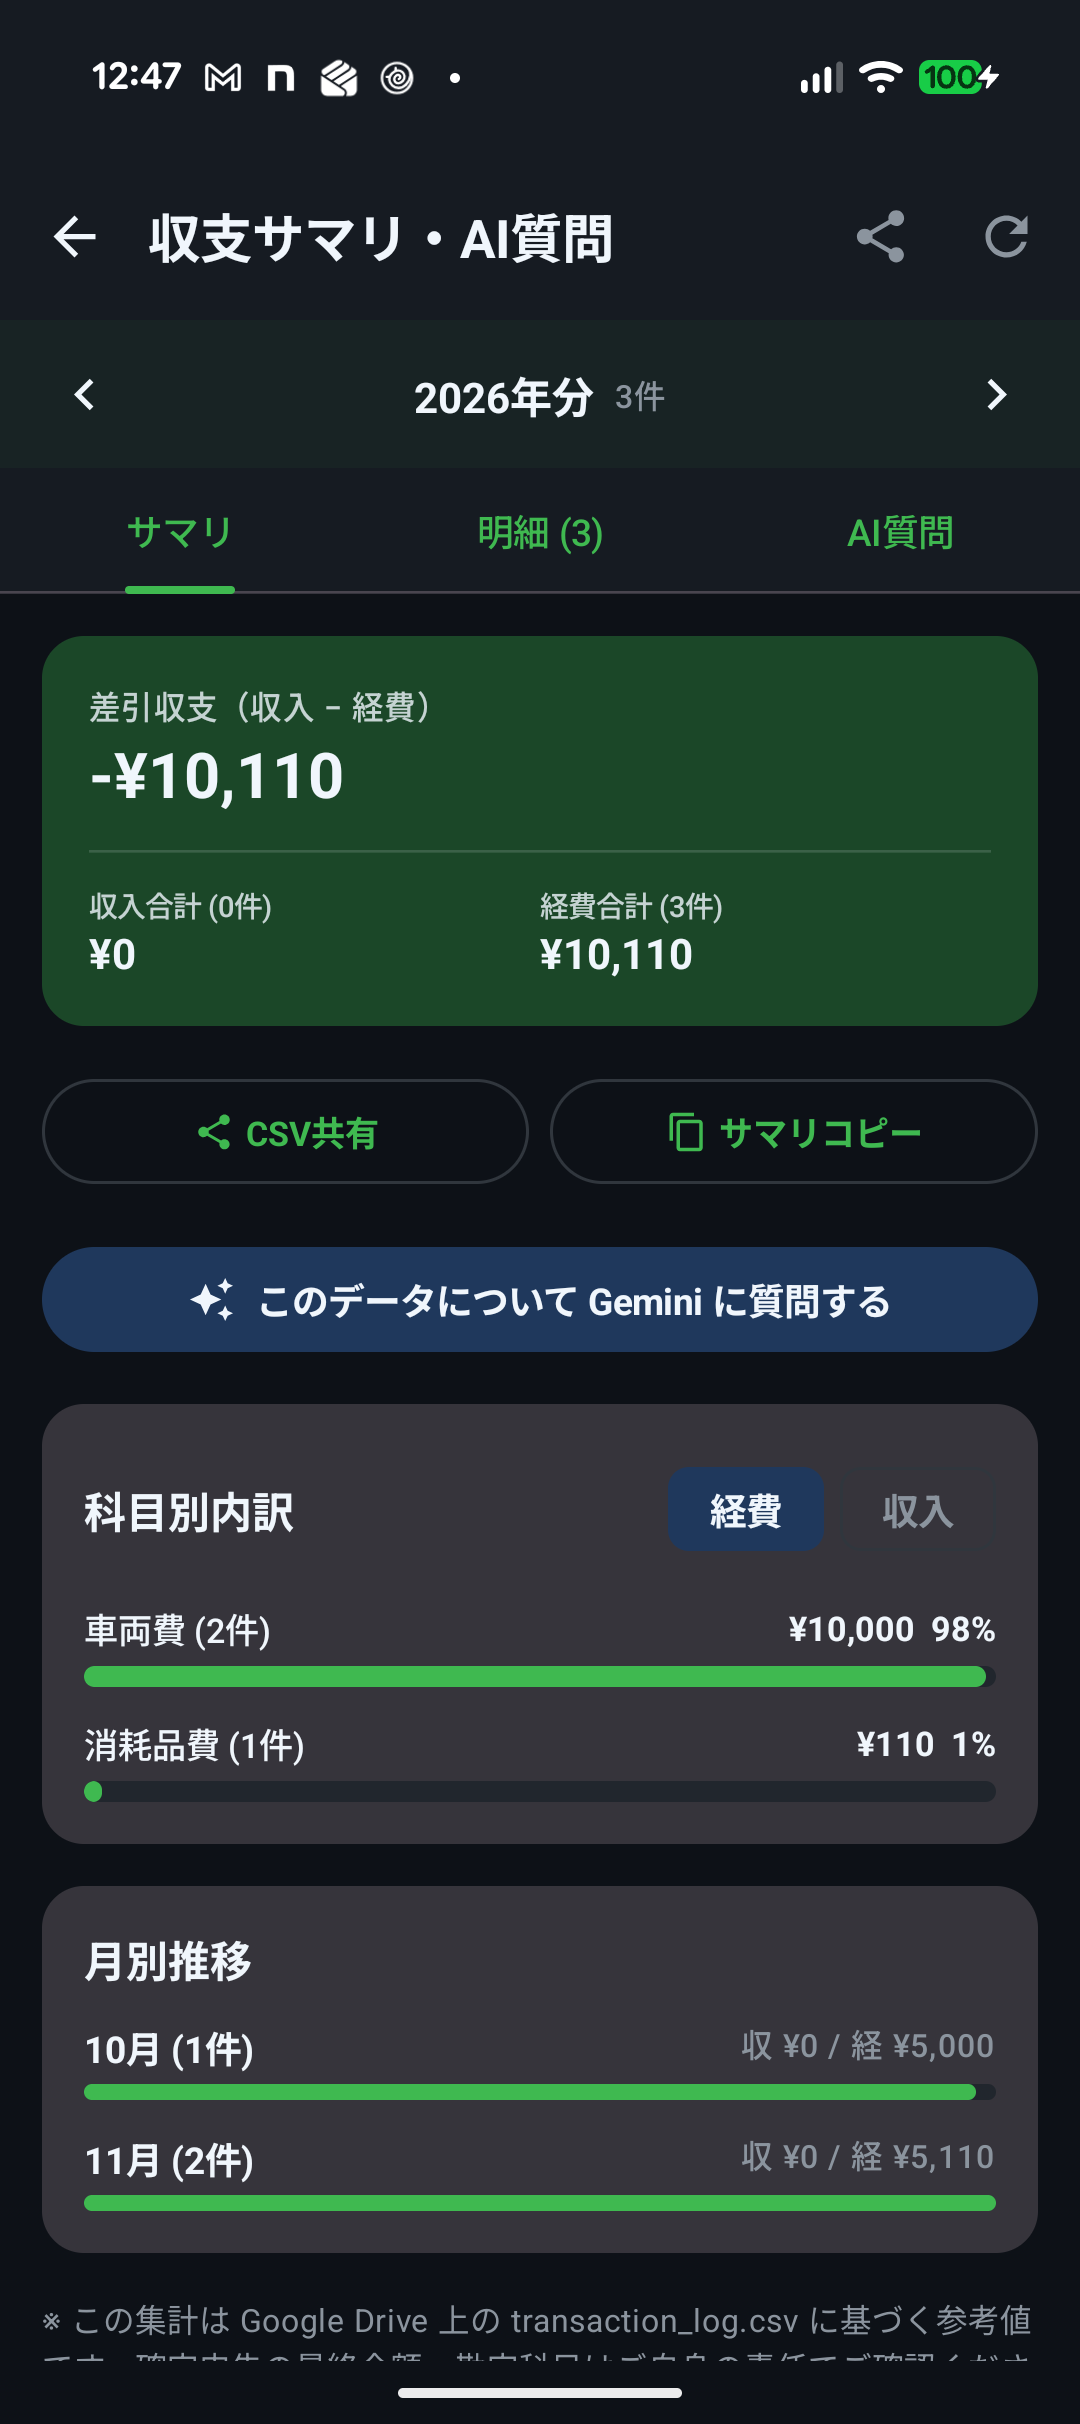 12:47
100
収支サマリ・AI質問
2026年分 3件
サマリ 明細 (3) AI質問
差引収支（収入 − 経費）
-¥10,110
収入合計 (0件) 経費合計 (3件)
¥0 ¥10,110
CSV共有 サマリコピー
このデータについて Gemini に質問する
科目別内訳 経費 収入
車両費 (2件) ¥10,000 98%
消耗品費 (1件) ¥110 1%
月別推移
10月 (1件) 収 ¥0 / 経 ¥5,000
11月 (2件) 収 ¥0 / 経 ¥5,110
※ この集計は Google Drive 上の transaction_log.csv に基づく参考値